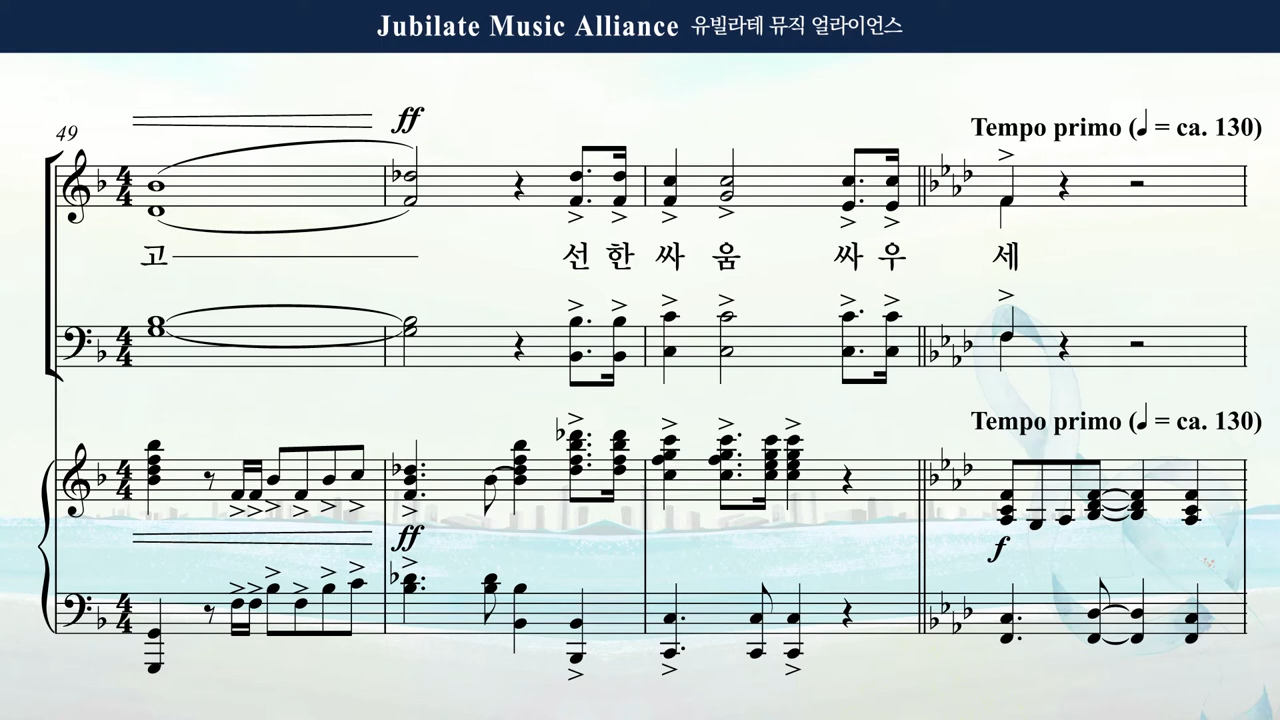 Jubilate Music Alliance 유빌라테 뮤직 얼라이언스
49
ff
Tempo primo (♩ = ca. 130)
고 선 한 싸 움 싸 우 세
Tempo primo (♩ = ca. 130)
ff
f